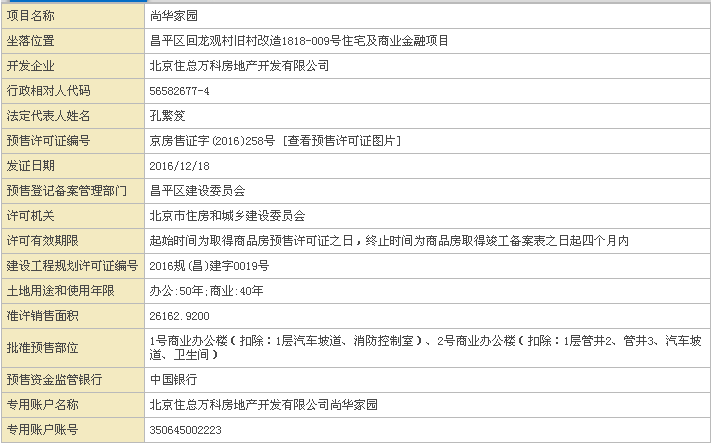 项目名称 尚华家园
坐落位置 昌平区回龙观村旧村改造1818-009号住宅及商业金融项目
开发企业 北京住总万科房地产开发有限公司
行政相对人代码 56582677-4
法定代表人姓名 孔繁笈
预售许可证编号 京房售证字(2016)258号 [查看预售许可证图片]
发证日期 2016/12/18
预售登记备案管理部门 昌平区建设委员会
许可机关 北京市住房和城乡建设委员会
许可有效期限 起始时间为取得商品房预售许可证之日，终止时间为商品房取得竣工备案表之日起四个月内
建设工程规划许可证编号 2016规(昌)建字0019号
土地用途和使用年限 办公:50年;商业:40年
准许销售面积 26162.9200
批准预售部位 1号商业办公楼（扣除：1层汽车坡道、消防控制室）、2号商业办公楼（扣除：1层管井2、管井3、汽车坡
道、卫生间）
预售资金监管银行 中国银行
专用账户名称 北京住总万科房地产开发有限公司尚华家园
专用账户账号 350645002223